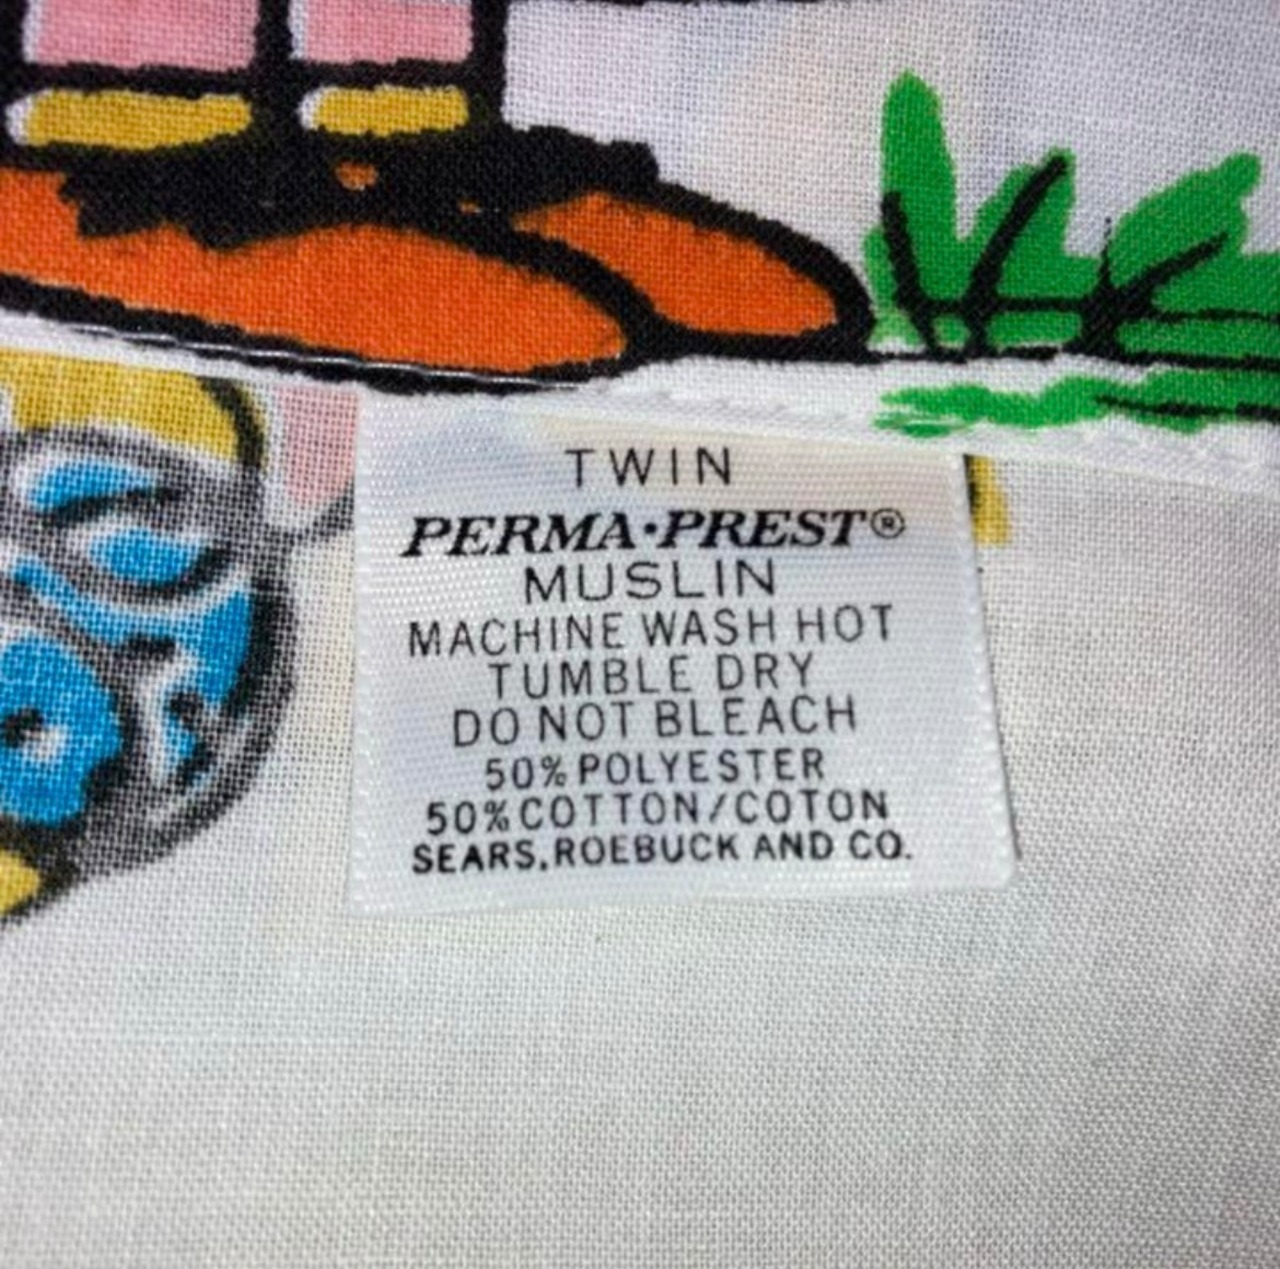 TWIN
PERMA•PREST®
MUSLIN
MACHINE WASH HOT
TUMBLE DRY
DO NOT BLEACH
50% POLYESTER
50% COTTON/COTON
SEARS, ROEBUCK AND CO.